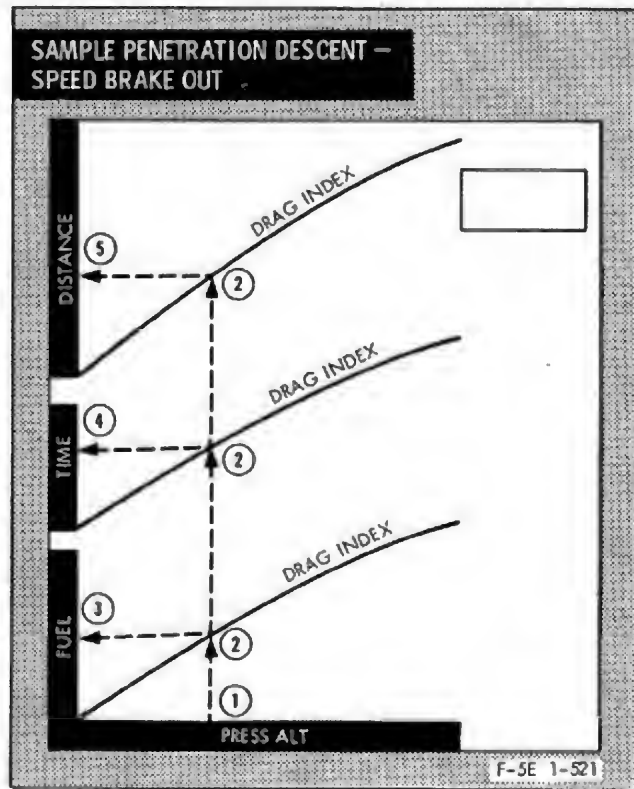 SAMPLE PENETRATION DESCENT –
SPEED BRAKE OUT
DISTANCE
5
2
DRAG INDEX
TIME
4
2
DRAG INDEX
FUEL
3
2
DRAG INDEX
1
PRESS ALT
F-5E 1-521